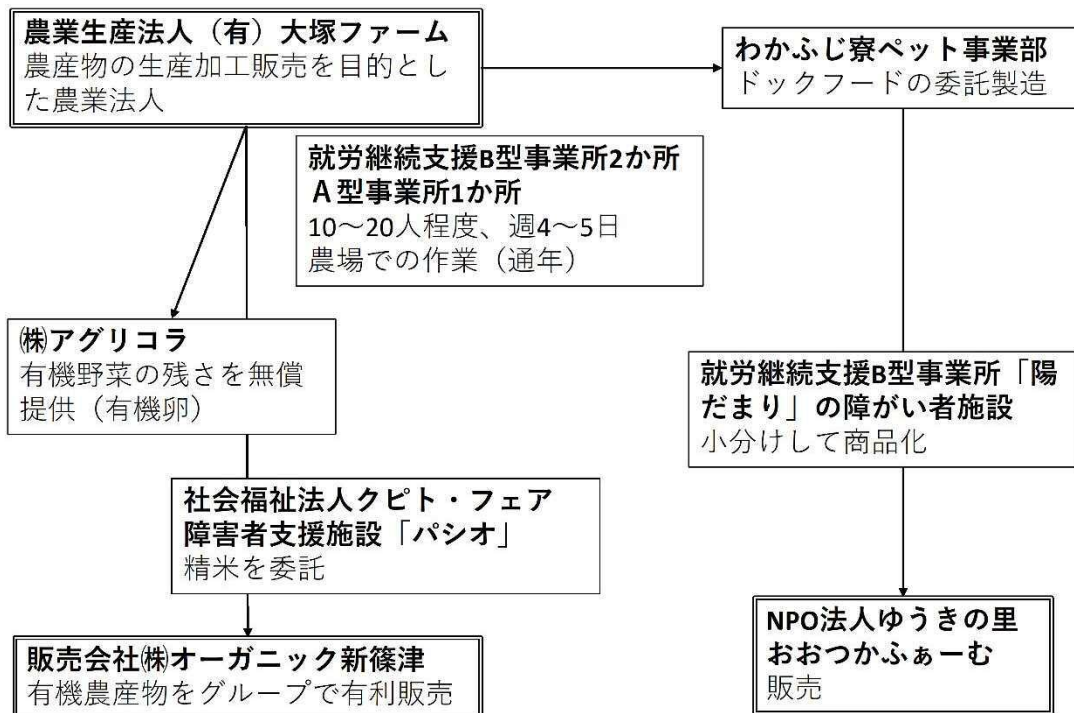 農業生産法人（有）大塚ファーム
農産物の生産加工販売を目的とし
た農業法人
わかふじ寮ペット事業部
ドックフードの委託製造
就労継続支援B型事業所2か所
Ａ型事業所1か所
10～20人程度、週4～5日
農場での作業（通年）
㈱アグリコラ
有機野菜の残さを無償
提供（有機卵）
就労継続支援B型事業所「陽
だまり」の障がい者施設
小分けして商品化
社会福祉法人クピト・フェア
障害者支援施設「パシオ」
精米を委託
販売会社㈱オーガニック新篠津
有機農産物をグループで有利販売
NPO法人ゆうきの里
おおつかふぁーむ
販売